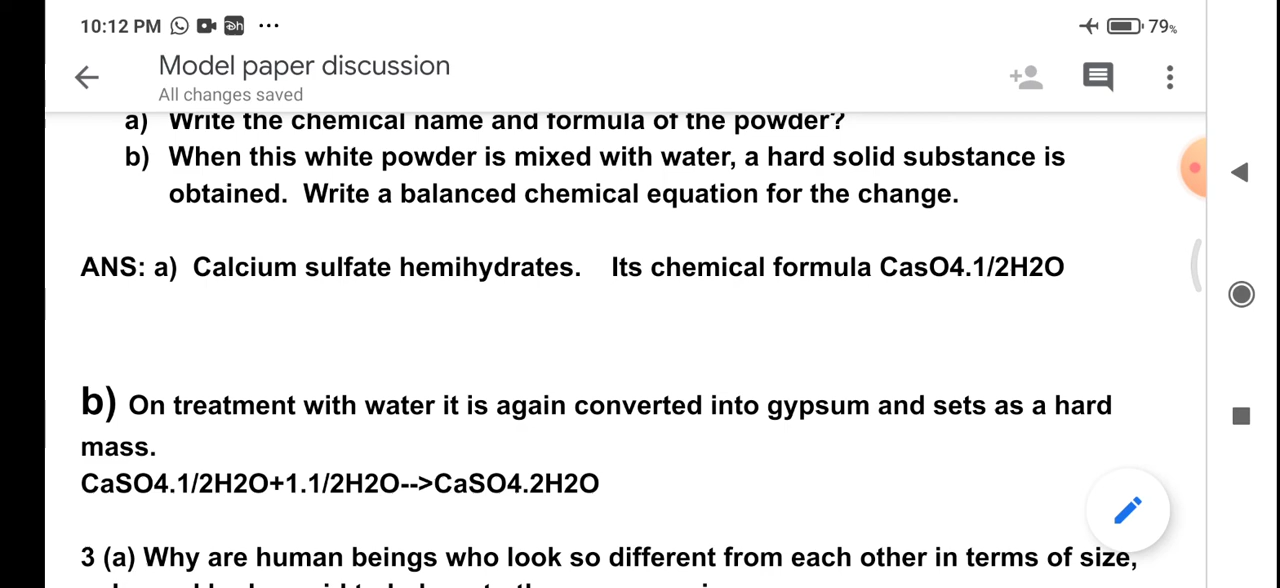 10:12 PM ... 79%
Model paper discussion
All changes saved
a) Write the chemical name and formula of the powder?
b) When this white powder is mixed with water, a hard solid substance is
obtained. Write a balanced chemical equation for the change.
ANS: a) Calcium sulfate hemihydrates. Its chemical formula CasO4.1/2H2O
b) On treatment with water it is again converted into gypsum and sets as a hard
mass.
CaSO4.1/2H2O+1.1/2H2O-->CaSO4.2H2O
3 (a) Why are human beings who look so different from each other in terms of size,